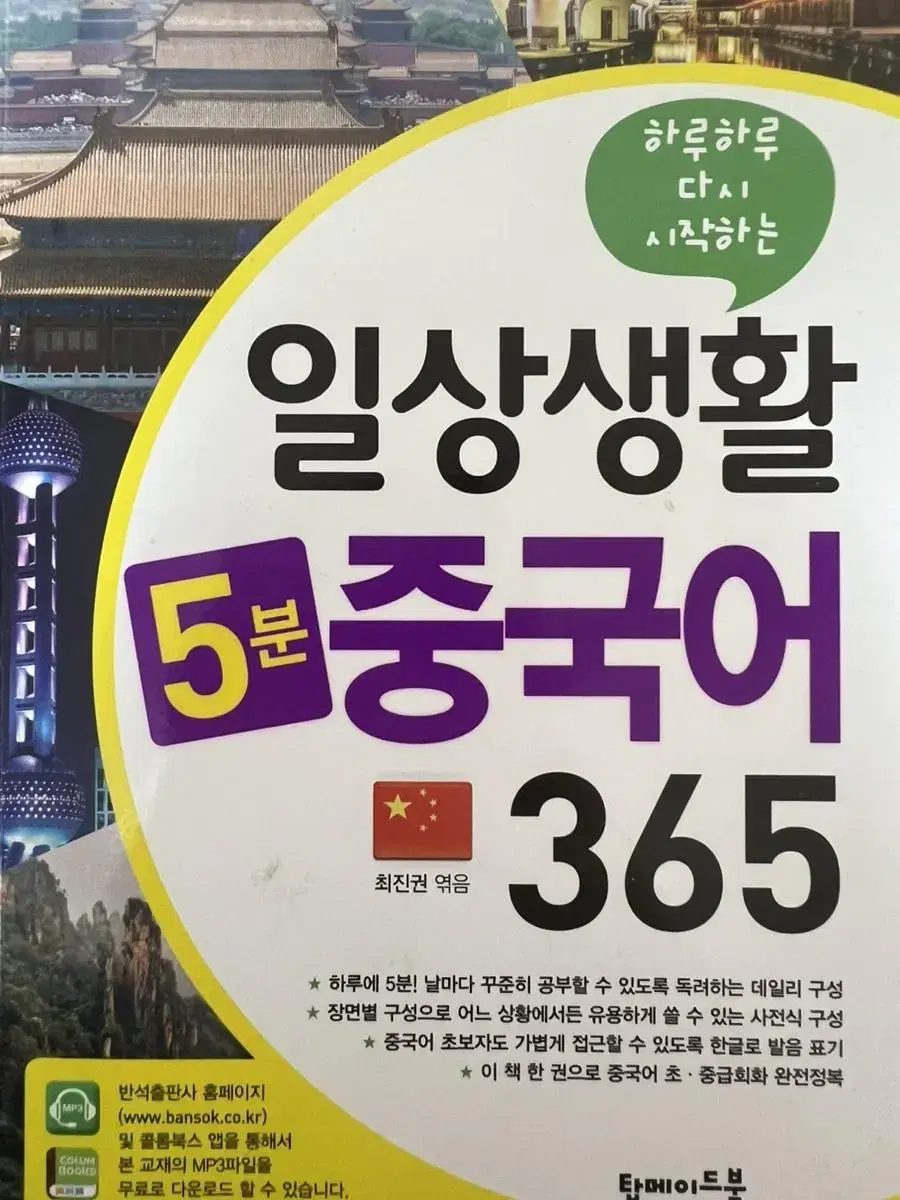 하루하루
다시
시작하는
일상생활
5분 중국어
365
최진권 엮음
★ 하루에 5분! 날마다 꾸준히 공부할 수 있도록 독려하는 데일리 구성
★ 장면별 구성으로 어느 상황에서든 유용하게 쓸 수 있는 사전식 구성
★ 중국어 초보자도 가볍게 접근할 수 있도록 한글로 발음 표기
★ 이 책 한 권으로 중국어 초·중급회화 완전정복
MP3
COLUM
BOOKS
반석출판사 홈페이지
(www.bansok.co.kr)
및 콜롬북스 앱을 통해서
본 교재의 MP3파일을
무료로 다운로드 할 수 있습니다.
탑메이드북